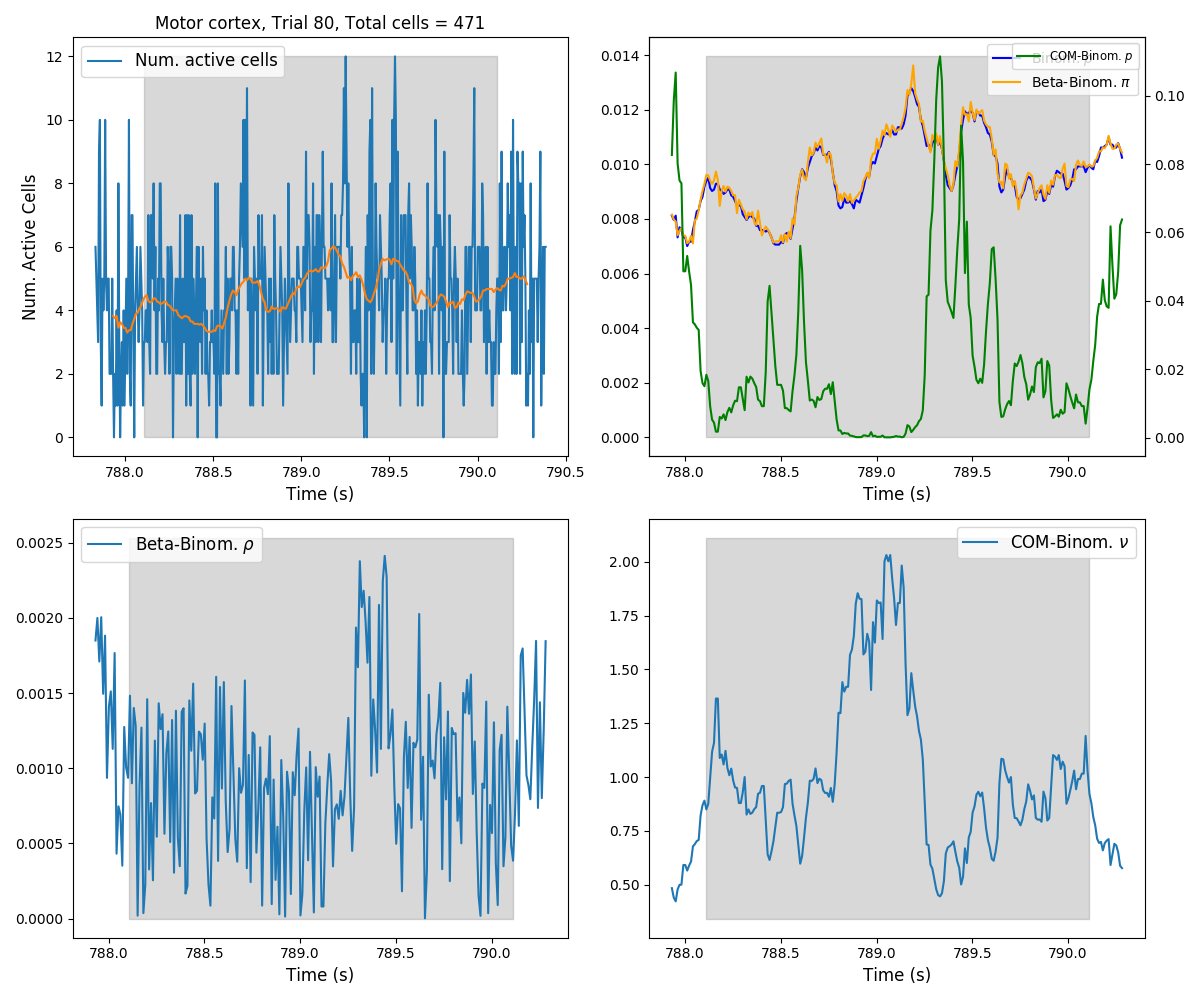 Motor cortex, Trial 80, Total cells = 471
Num. active cells
Num. Active Cells
12
10
8
6
4
2
0
788.0 788.5 789.0 789.5 790.0 790.5
Time (s)
COM-Binom. p
Beta-Binom. π
0.014
0.012
0.010
0.008
0.006
0.004
0.002
0.000
0.10
0.08
0.06
0.04
0.02
0.00
788.0 788.5 789.0 789.5 790.0
Time (s)
Beta-Binom. ρ
0.0025
0.0020
0.0015
0.0010
0.0005
0.0000
788.0 788.5 789.0 789.5 790.0
Time (s)
COM-Binom. ν
2.00
1.75
1.50
1.25
1.00
0.75
0.50
788.0 788.5 789.0 789.5 790.0
Time (s)